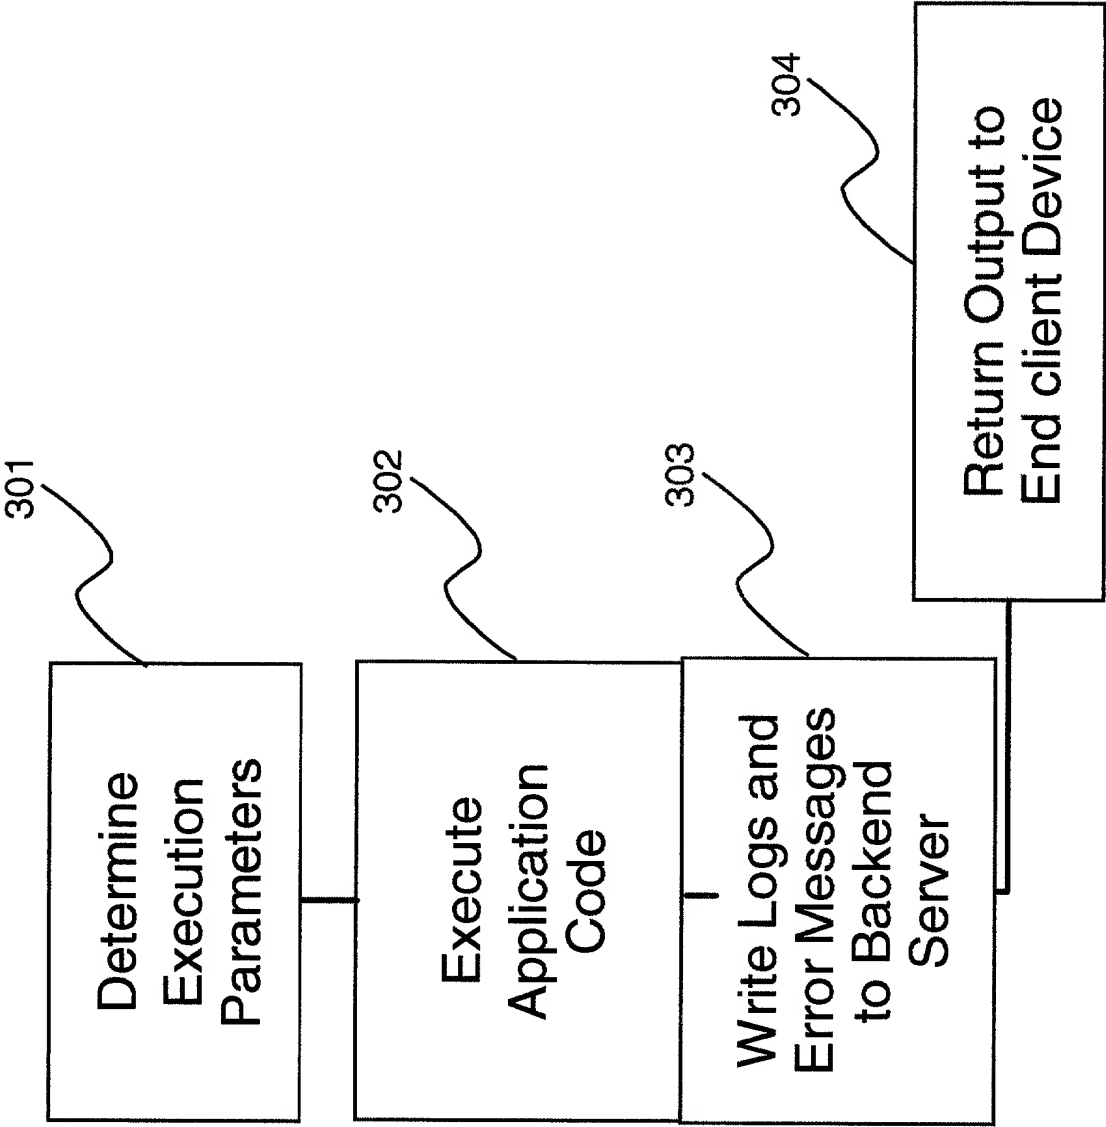 301
Determine
Execution
Parameters
302
Execute
Application
Code
303
Write Logs and
Error Messages
to Backend
Server
304
Return Output to
End client Device